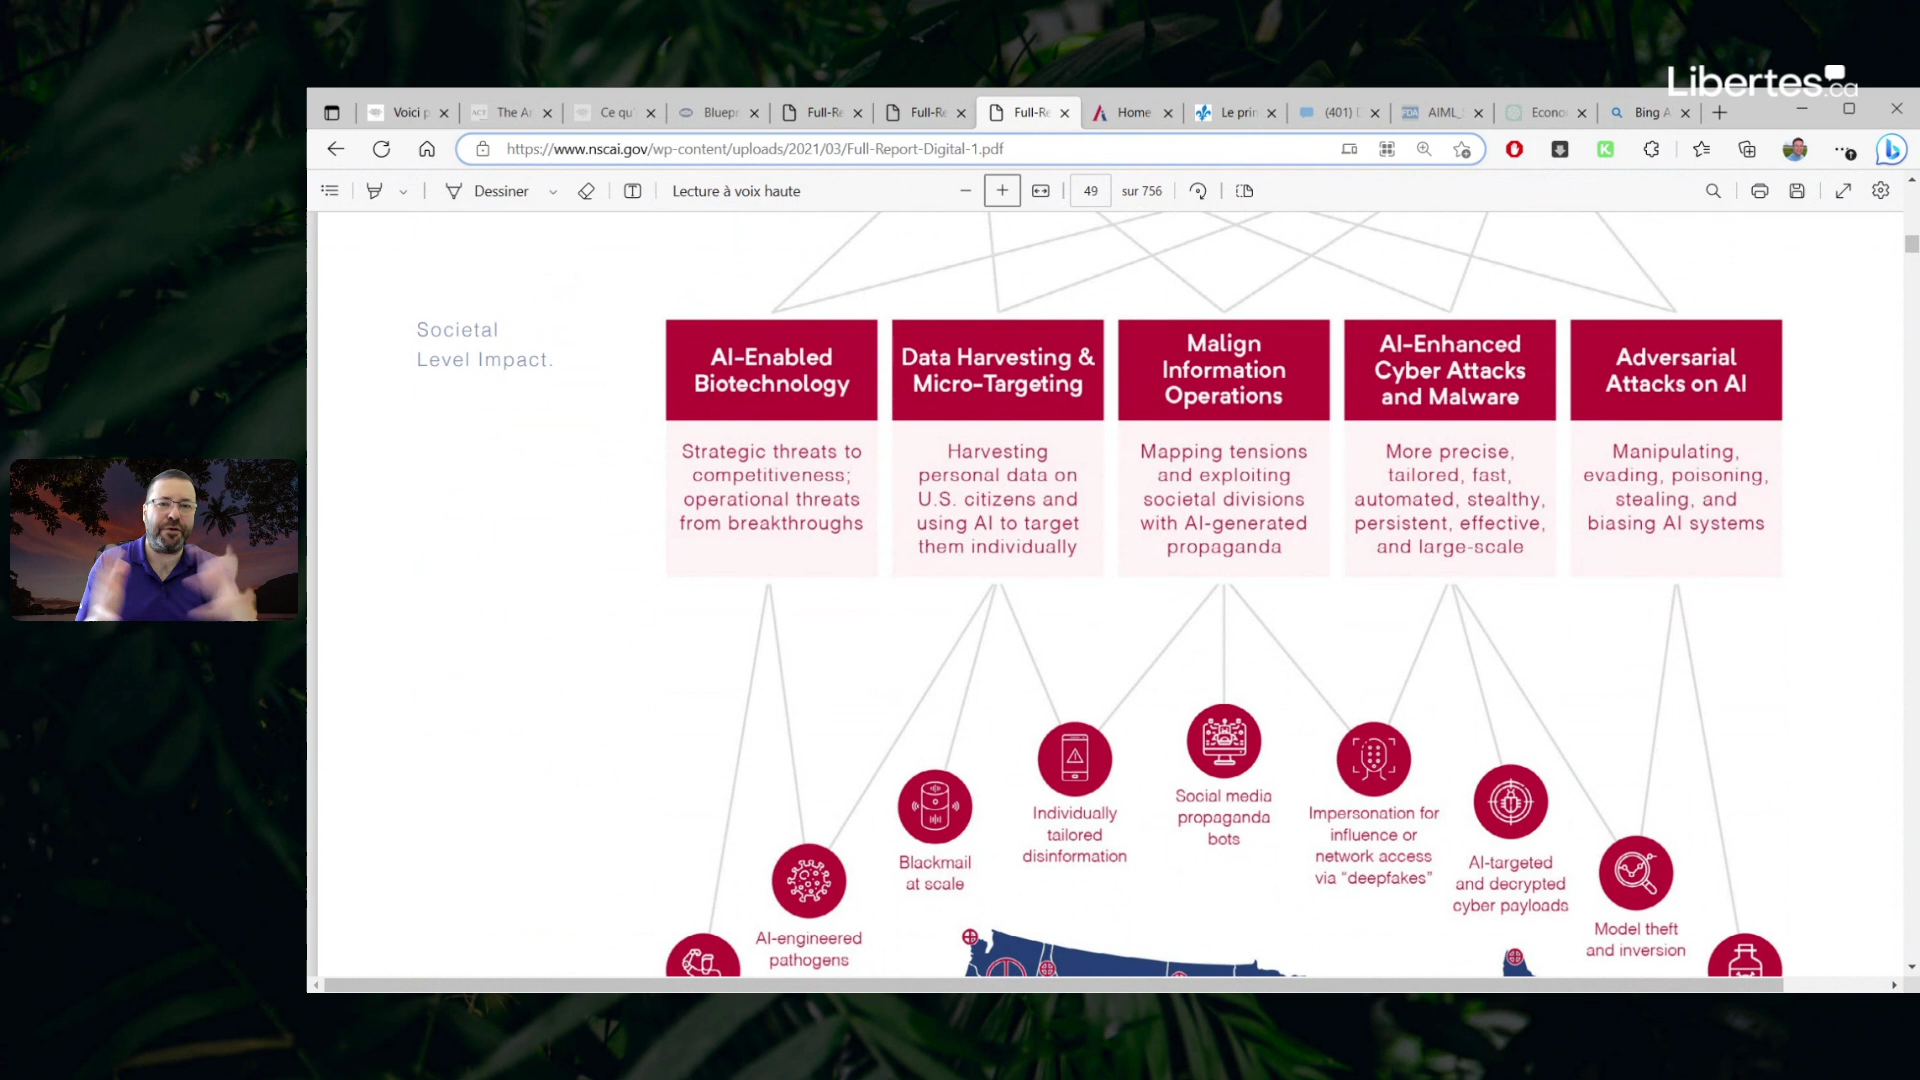 Libertes.ca
Voici p
The Ar
Ce qu'
Bluepr
Full-Re
Full-Re
Full-Re
Home
Le prin
(401)
AIML_
Econo
Bing A
https://www.nscai.gov/wp-content/uploads/2021/03/Full-Report-Digital-1.pdf
Dessiner
Lecture à voix haute
49
sur 756
Societal
Level Impact.
AI-Enabled
Biotechnology
Strategic threats to
competitiveness;
operational threats
from breakthroughs
Data Harvesting &
Micro-Targeting
Harvesting
personal data on
U.S. citizens and
using AI to target
them individually
Malign
Information
Operations
Mapping tensions
and exploiting
societal divisions
with AI-generated
propaganda
AI-Enhanced
Cyber Attacks
and Malware
More precise,
tailored, fast,
automated, stealthy,
persistent, effective,
and large-scale
Adversarial
Attacks on AI
Manipulating,
evading, poisoning,
stealing, and
biasing AI systems
AI-engineered
pathogens
Blackmail
at scale
Individually
tailored
disinformation
Social media
propaganda
bots
Impersonation for
influence or
network access
via “deepfakes”
AI-targeted
and decrypted
cyber payloads
Model theft
and inversion